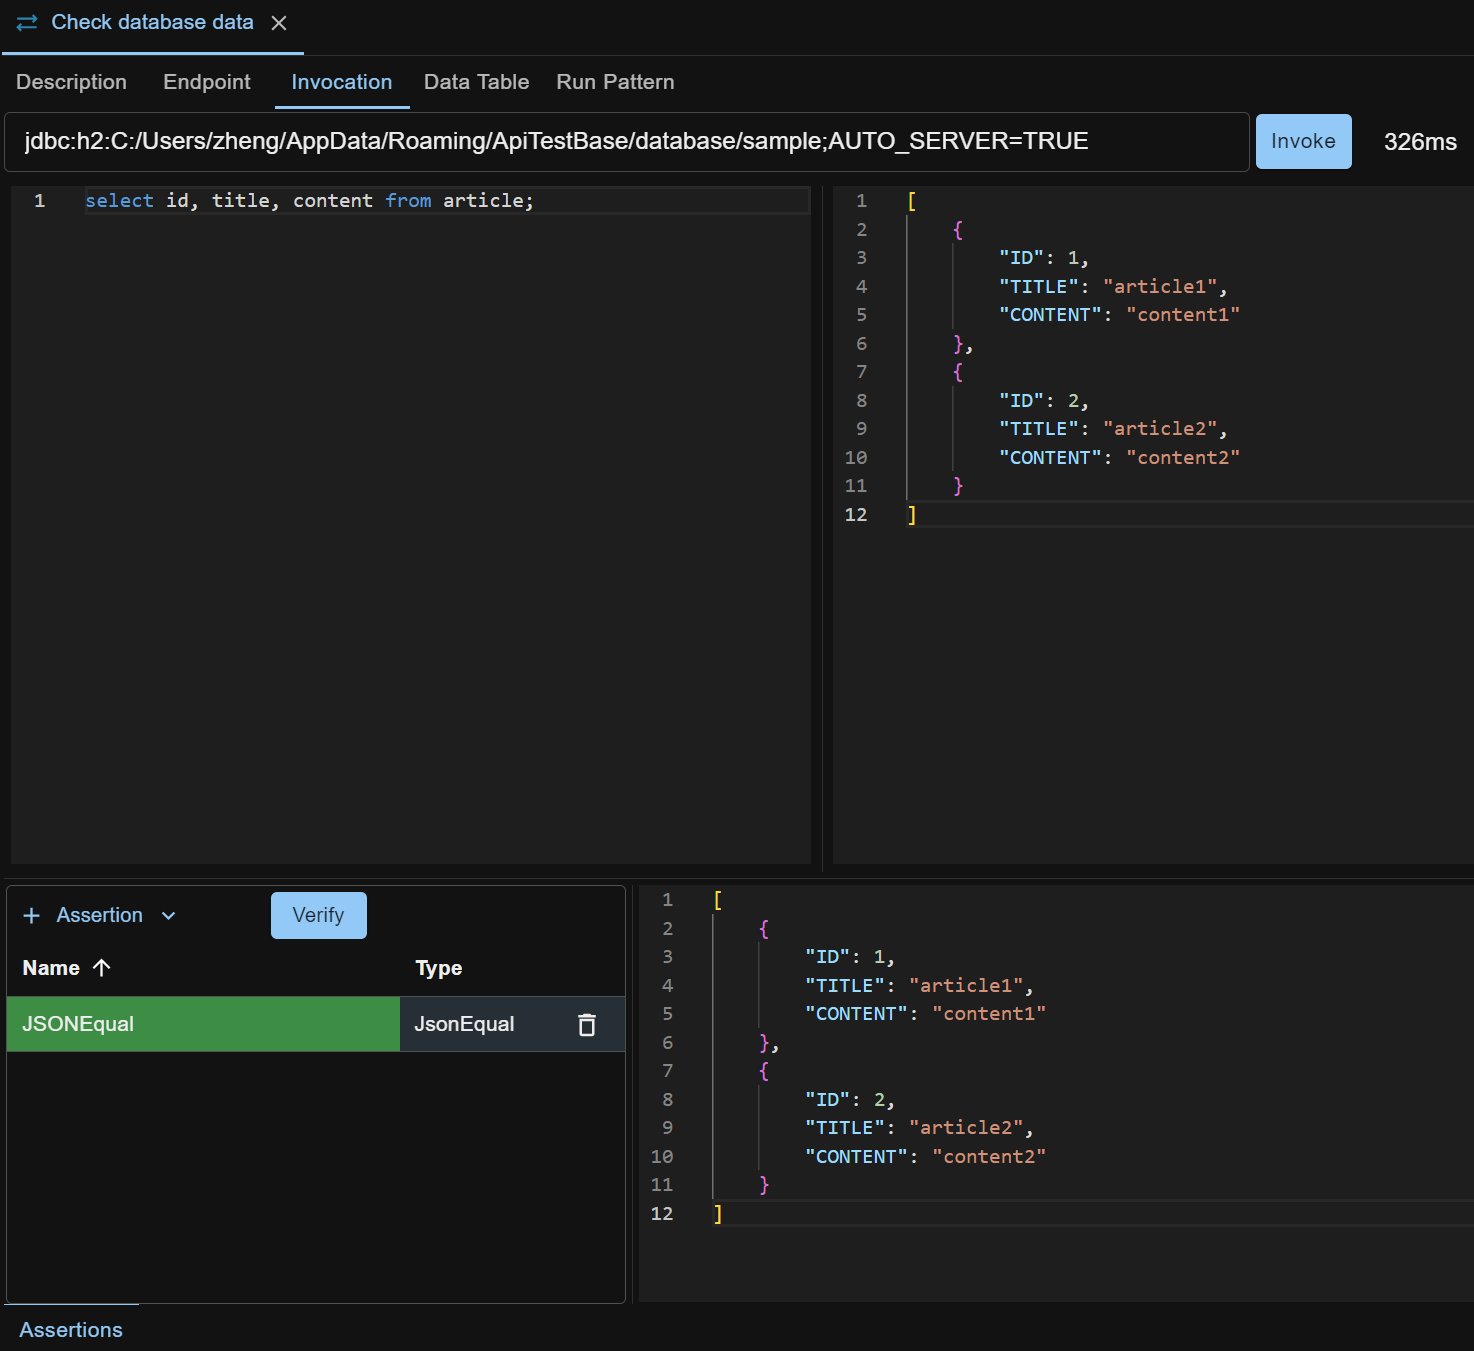 Check database data
Description Endpoint Invocation Data Table Run Pattern
jdbc:h2:C:/Users/zheng/AppData/Roaming/ApiTestBase/database/sample;AUTO_SERVER=TRUE Invoke 326ms
1 select id, title, content from article;
1 [
2 {
3 "ID": 1,
4 "TITLE": "article1",
5 "CONTENT": "content1"
6 },
7 {
8 "ID": 2,
9 "TITLE": "article2",
10 "CONTENT": "content2"
11 }
12 ]
Assertion Verify
Name Type
JSONEqual JsonEqual
1 [
2 {
3 "ID": 1,
4 "TITLE": "article1",
5 "CONTENT": "content1"
6 },
7 {
8 "ID": 2,
9 "TITLE": "article2",
10 "CONTENT": "content2"
11 }
12 ]
Assertions